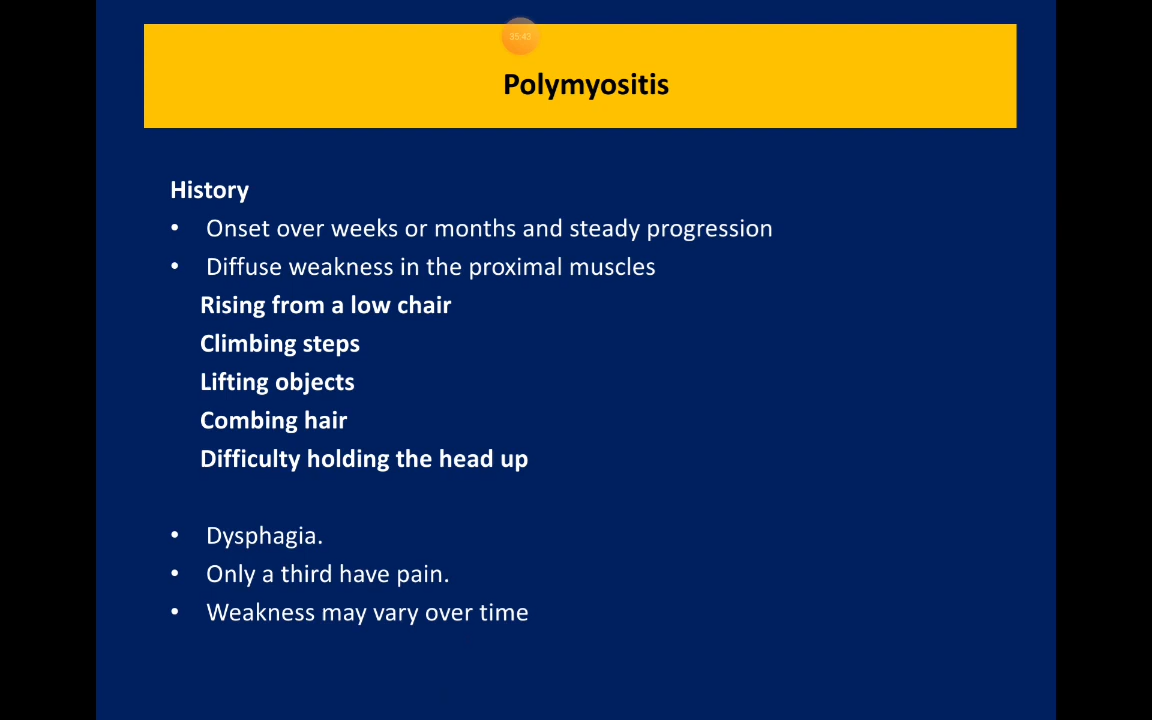 35:42
Polymyositis
History
• Onset over weeks or months and steady progression
• Diffuse weakness in the proximal muscles
Rising from a low chair
Climbing steps
Lifting objects
Combing hair
Difficulty holding the head up
• Dysphagia.
• Only a third have pain.
• Weakness may vary over time